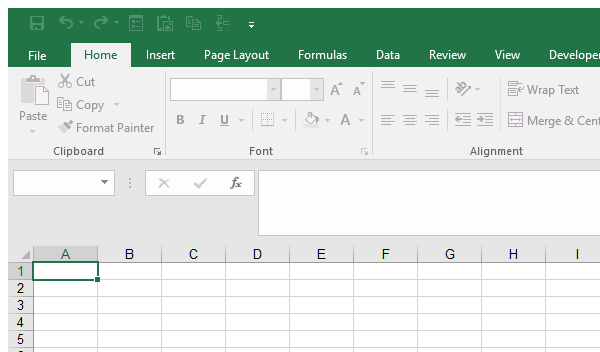 File Home Insert Page Layout Formulas Data Review View Developer
Cut
Copy
Format Painter
Paste
B I U A
A A
Wrap Text
Merge & Cent
Clipboard Font Alignment
fx
A B C D E F G H I
1
2
3
4
5